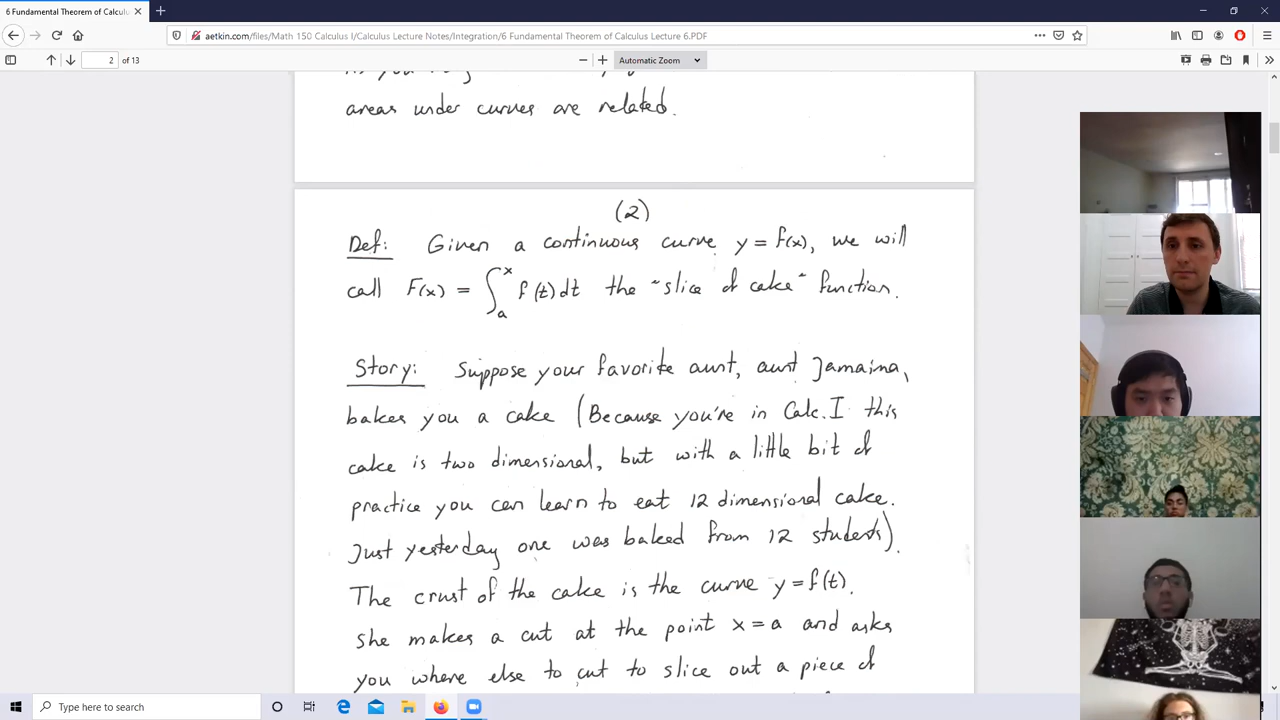 6 Fundamental Theorem of Calculu
aetkin.com/files/Math 150 Calculus I/Calculus Lecture Notes/Integration/6 Fundamental Theorem of Calculus Lecture 6.PDF
2 of 13
Automatic Zoom
areas under curves are related.
(2)
Def: Given a continuous curve y = f(x), we will
call F(x) = ∫ₐˣ f(t)dt the "slice of cake" function.
Story: Suppose your favorite aunt, aunt Jamaima,
bakes you a cake (Because you're in Calc. I this
cake is two dimensional, but with a little bit of
practice you can learn to eat 12 dimensional cake.
Just yesterday one was baked from 12 students).
The crust of the cake is the curve y = f(t).
She makes a cut at the point x = a and asks
you where else to cut to slice out a piece of
Type here to search